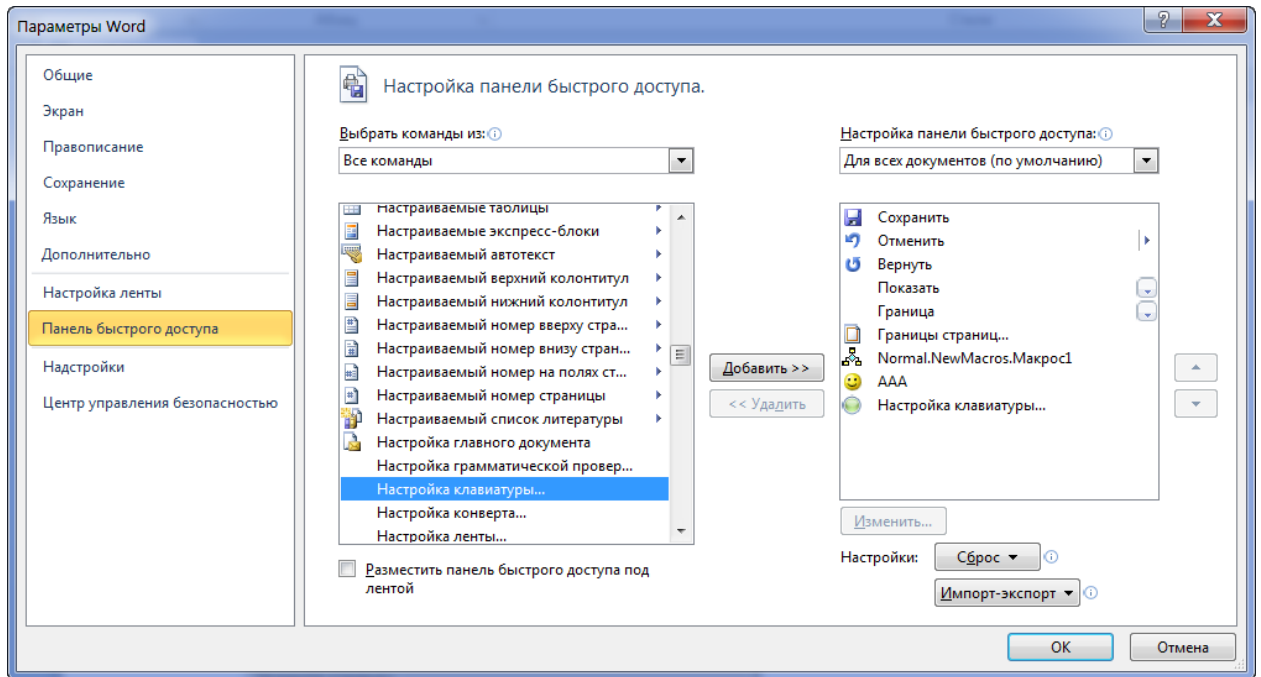 Параметры Word
Общие
Экран
Правописание
Сохранение
Язык
Дополнительно
Настройка ленты
Панель быстрого доступа
Надстройки
Центр управления безопасностью
Настройка панели быстрого доступа.
Выбрать команды из:
Все команды
Настраиваемые таблицы
Настраиваемые экспресс-блоки
Настраиваемый автотекст
Настраиваемый верхний колонтитул
Настраиваемый нижний колонтитул
Настраиваемый номер вверху стра...
Настраиваемый номер внизу стран...
Настраиваемый номер на полях ст...
Настраиваемый номер страницы
Настраиваемый список литературы
Настройка главного документа
Настройка грамматической провер...
Настройка клавиатуры...
Настройка конверта...
Настройка ленты...
Разместить панель быстрого доступа под
лентой
Добавить >>
<< Удалить
Настройка панели быстрого доступа:
Для всех документов (по умолчанию)
Сохранить
Отменить
Вернуть
Показать
Граница
Границы страниц...
Normal.NewMacros.Макрос1
ААА
Настройка клавиатуры...
Изменить...
Настройки:
Сброс
Импорт-экспорт
ОК
Отмена